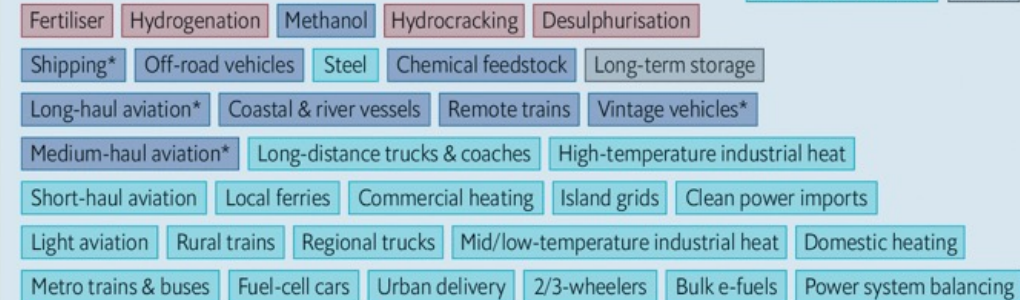 Fertiliser Hydrogenation Methanol Hydrocracking Desulphurisation
Shipping* Off-road vehicles Steel Chemical feedstock Long-term storage
Long-haul aviation* Coastal & river vessels Remote trains Vintage vehicles*
Medium-haul aviation* Long-distance trucks & coaches High-temperature industrial heat
Short-haul aviation Local ferries Commercial heating Island grids Clean power imports
Light aviation Rural trains Regional trucks Mid/low-temperature industrial heat Domestic heating
Metro trains & buses Fuel-cell cars Urban delivery 2/3-wheelers Bulk e-fuels Power system balancing